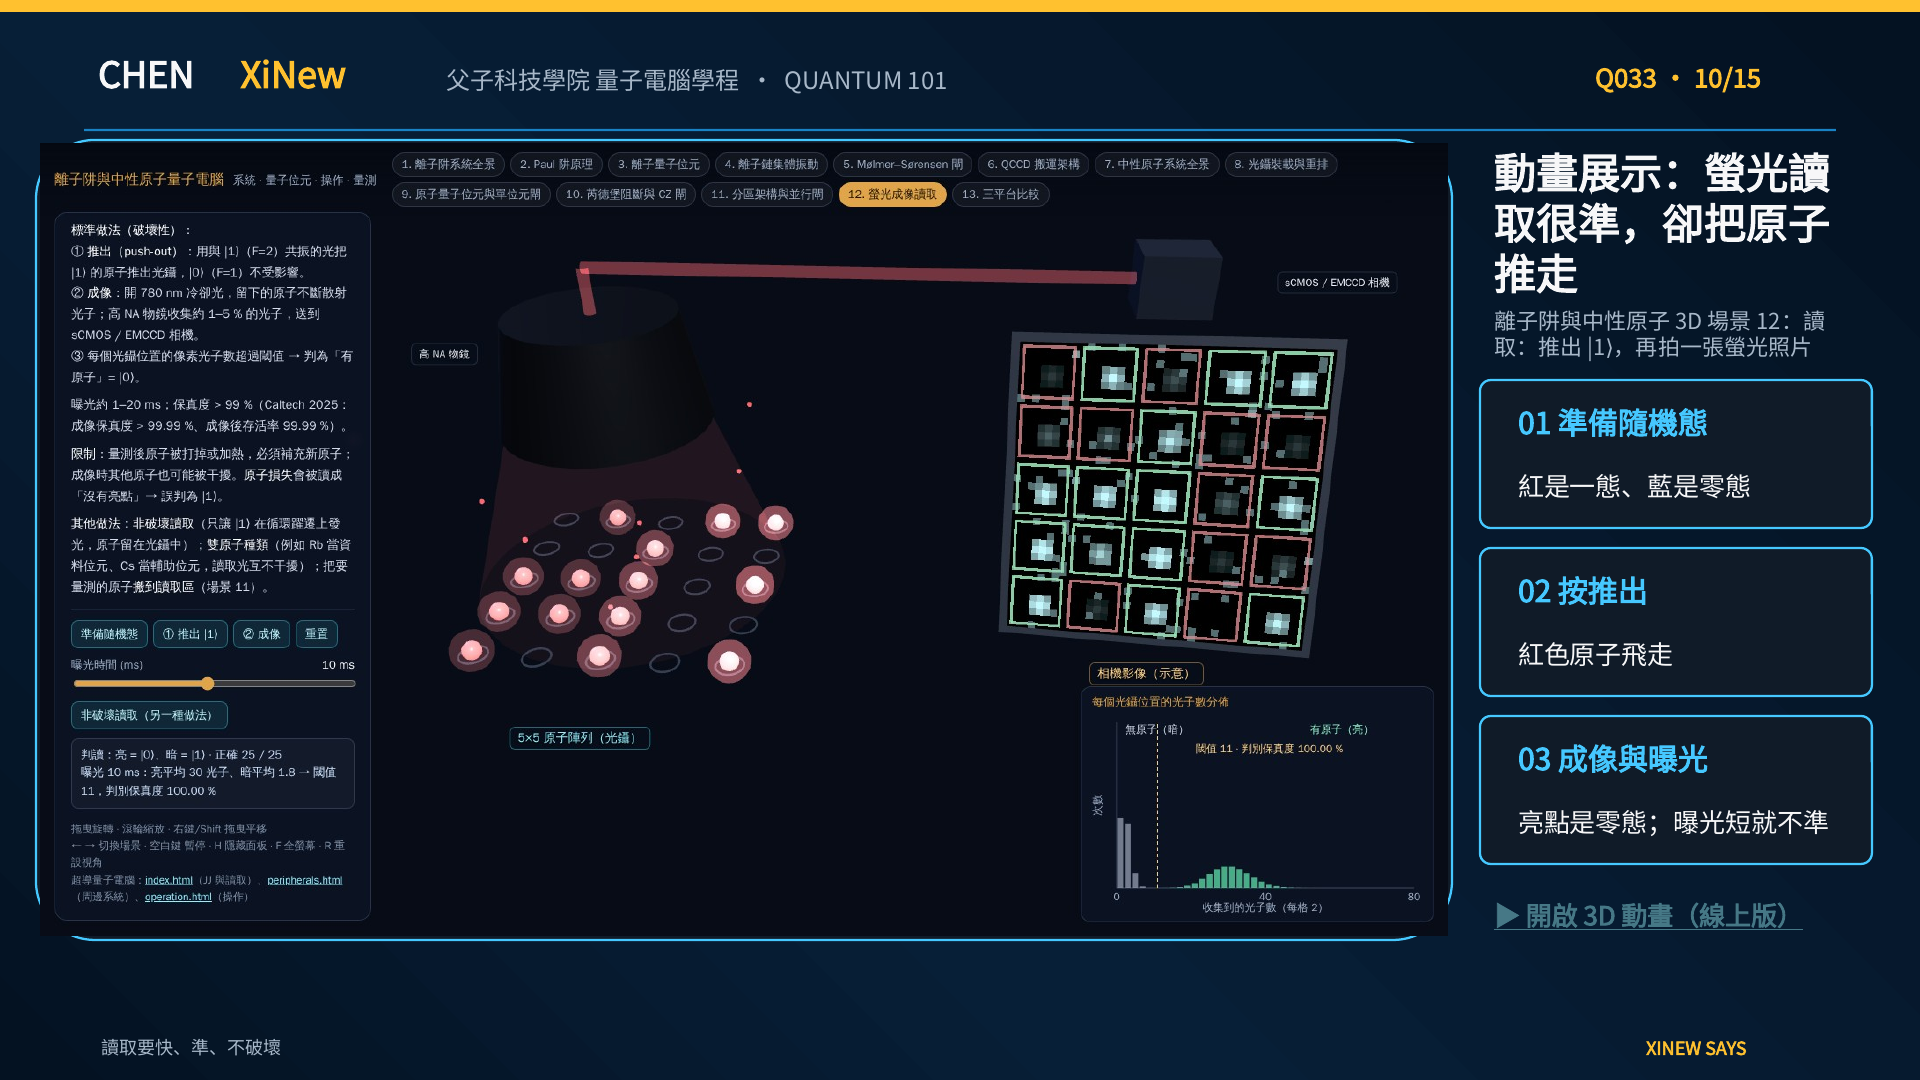 CHEN XiNew 父子科技學院 量子電腦學程 • QUANTUM 101 Q033 • 10/15
離子阱與中性原子量子電腦 系統 · 量子位元 · 操作 · 量測
1. 離子阱系統全景 2. Paul 阱原理 3. 離子量子位元 4. 離子鏈集體振動 5. Mølmer–Sørensen 閘 6. QCCD 搬運架構 7. 中性原子系統全景 8. 光鑷裝載與重排
9. 原子量子位元與單位元閘 10. 芮德堡阻斷與 CZ 閘 11. 分區架構與並行閘 12. 螢光成像讀取 13. 三平台比較
標準做法（破壞性）：
① 推出（push-out）：用與 |1⟩（F=2）共振的光把
|1⟩ 的原子推出光鑷，|0⟩（F=1）不受影響。
② 成像：開 780 nm 冷卻光，留下的原子不斷散射
光子；高 NA 物鏡收集約 1–5 % 的光子，送到
sCMOS / EMCCD 相機。
③ 每個光鑷位置的像素光子數超過閾值 → 判為「有
原子」= |0⟩。
曝光約 1–20 ms；保真度 > 99 %（Caltech 2025：
成像保真度 > 99.99 %、成像後存活率 99.99 %）。
限制：量測後原子被打掉或加熱，必須補充新原子；
成像時其他原子也可能被干擾。原子損失會被讀成
「沒有亮點」→ 誤判為 |1⟩。
其他做法：非破壞讀取（只讓 |1⟩ 在循環躍遷上發
光，原子留在光鑷中）；雙原子種類（例如 Rb 當資
料位元、Cs 當輔助位元，讀取光互不干擾）；把要
量測的原子搬到讀取區（場景 11）。
準備隨機態 ① 推出 |1⟩ ② 成像 重置
曝光時間 (ms) 10 ms
非破壞讀取（另一種做法）
判讀：亮 = |0⟩、暗 = |1⟩ · 正確 25 / 25
曝光 10 ms：亮平均 30 光子、暗平均 1.8 → 閾值
11，判別保真度 100.00 %
拖曳旋轉 · 滾輪縮放 · 右鍵/Shift 拖曳平移
← → 切換場景 · 空白鍵 暫停 · H 隱藏面板 · F 全螢幕 · R 重
設視角
超導量子電腦：index.html（JJ 與讀取）、peripherals.html
（周邊系統）、operation.html（操作）
高 NA 物鏡
sCMOS / EMCCD 相機
5×5 原子陣列（光鑷）
相機影像（示意）
每個光鑷位置的光子數分佈
無原子（暗） 有原子（亮）
閾值 11 · 判別保真度 100.00 %
次數
0 40 80
收集到的光子數（每格 2）
動畫展示：螢光讀
取很準，卻把原子
推走
離子阱與中性原子 3D 場景 12：讀
取：推出 |1⟩，再拍一張螢光照片
01 準備隨機態
紅是一態、藍是零態
02 按推出
紅色原子飛走
03 成像與曝光
亮點是零態；曝光短就不準
▶ 開啟 3D 動畫（線上版）
讀取要快、準、不破壞
XINEW SAYS